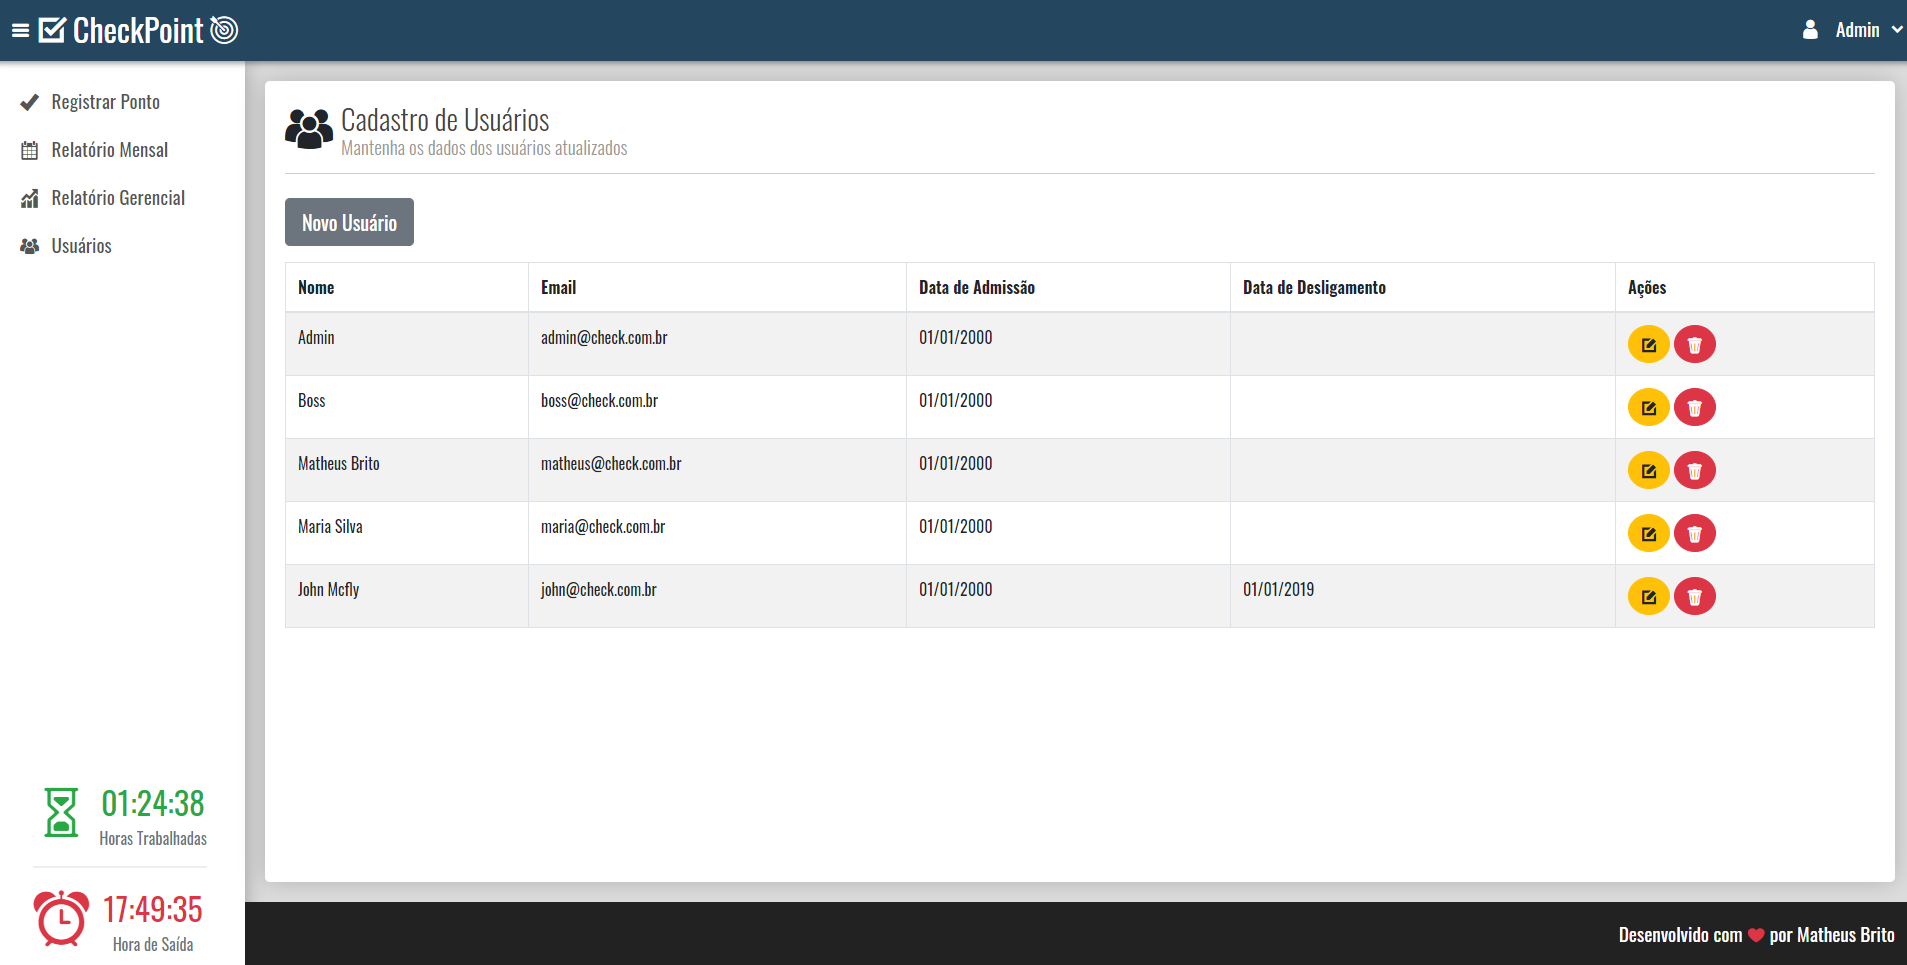 CheckPoint
Admin
Registrar Ponto
Relatório Mensal
Relatório Gerencial
Usuários
Cadastro de Usuários
Mantenha os dados dos usuários atualizados
Novo Usuário
Nome Email Data de Admissão Data de Desligamento Ações
Admin admin@check.com.br 01/01/2000
Boss boss@check.com.br 01/01/2000
Matheus Brito matheus@check.com.br 01/01/2000
Maria Silva maria@check.com.br 01/01/2000
John Mcfly john@check.com.br 01/01/2000 01/01/2019
01:24:38
Horas Trabalhadas
17:49:35
Hora de Saída
Desenvolvido com por Matheus Brito